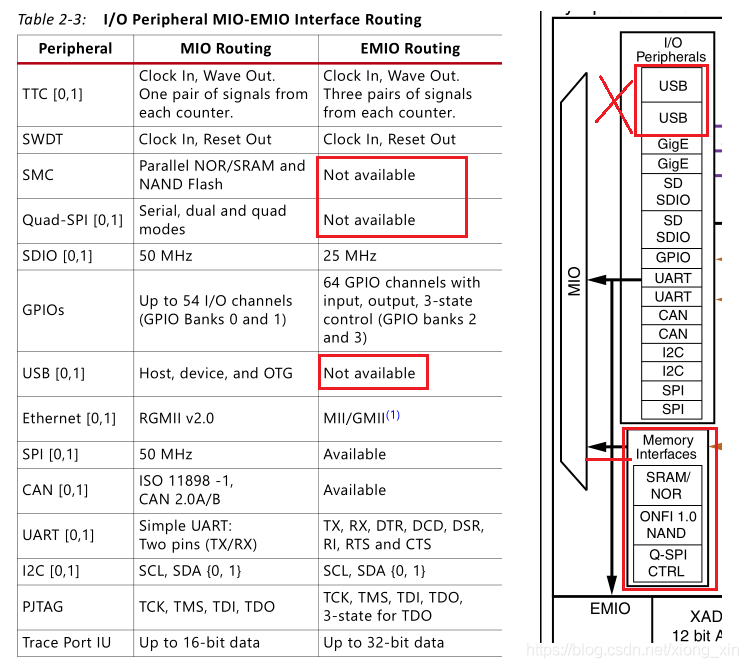 Table 2-3: I/O Peripheral MIO-EMIO Interface Routing
Peripheral MIO Routing EMIO Routing
TTC [0,1]
Clock In, Wave Out.
One pair of signals from
each counter.
Clock In, Wave Out.
Three pairs of signals
from each counter.
SWDT Clock In, Reset Out Clock In, Reset Out
SMC
Parallel NOR/SRAM and
NAND Flash
Not available
Quad-SPI [0,1]
Serial, dual and quad
modes
Not available
SDIO [0,1] 50 MHz 25 MHz
GPIOs
Up to 54 I/O channels
(GPIO Banks 0 and 1)
64 GPIO channels with
input, output, 3-state
control (GPIO banks 2
and 3)
USB [0,1] Host, device, and OTG Not available
Ethernet [0,1] RGMII v2.0 MII/GMII(1)
SPI [0,1] 50 MHz Available
CAN [0,1]
ISO 11898 -1,
CAN 2.0A/B
Available
UART [0,1]
Simple UART:
Two pins (TX/RX)
TX, RX, DTR, DCD, DSR,
RI, RTS and CTS
I2C [0,1] SCL, SDA {0, 1} SCL, SDA {0, 1}
PJTAG TCK, TMS, TDI, TDO
TCK, TMS, TDI, TDO,
3-state for TDO
Trace Port IU Up to 16-bit data Up to 32-bit data
I/O
Peripherals
USB
USB
GigE
GigE
SD
SDIO
SD
SDIO
GPIO
UART
UART
CAN
CAN
I2C
I2C
SPI
SPI
MIO
Memory
Interfaces
SRAM/
NOR
ONFI 1.0
NAND
Q-SPI
CTRL
EMIO
XAD
12 bit A
https://blog.csdn.net/xiong_xin